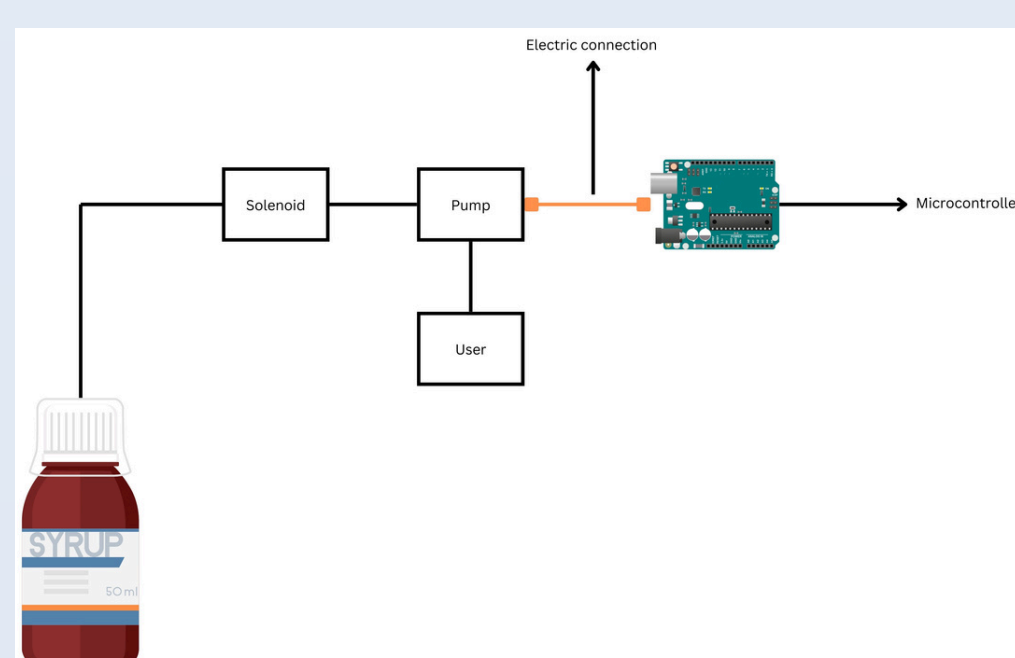 Electric connection
Solenoid
Pump
Microcontrolle
User
SYRUP
50 ml